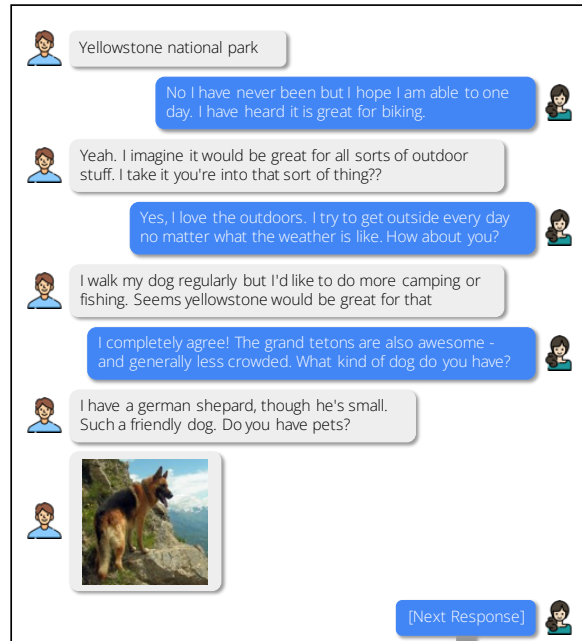 Yellowstone national park
No I have never been but I hope I am able to one
day. I have heard it is great for biking.
Yeah. I imagine it would be great for all sorts of outdoor
stuff. I take it you're into that sort of thing??
Yes, I love the outdoors. I try to get outside every day
no matter what the weather is like. How about you?
I walk my dog regularly but I'd like to do more camping or
fishing. Seems yellowstone would be great for that
I completely agree! The grand tetons are also awesome -
and generally less crowded. What kind of dog do you have?
I have a german shepard, though he's small.
Such a friendly dog. Do you have pets?
[Next Response]